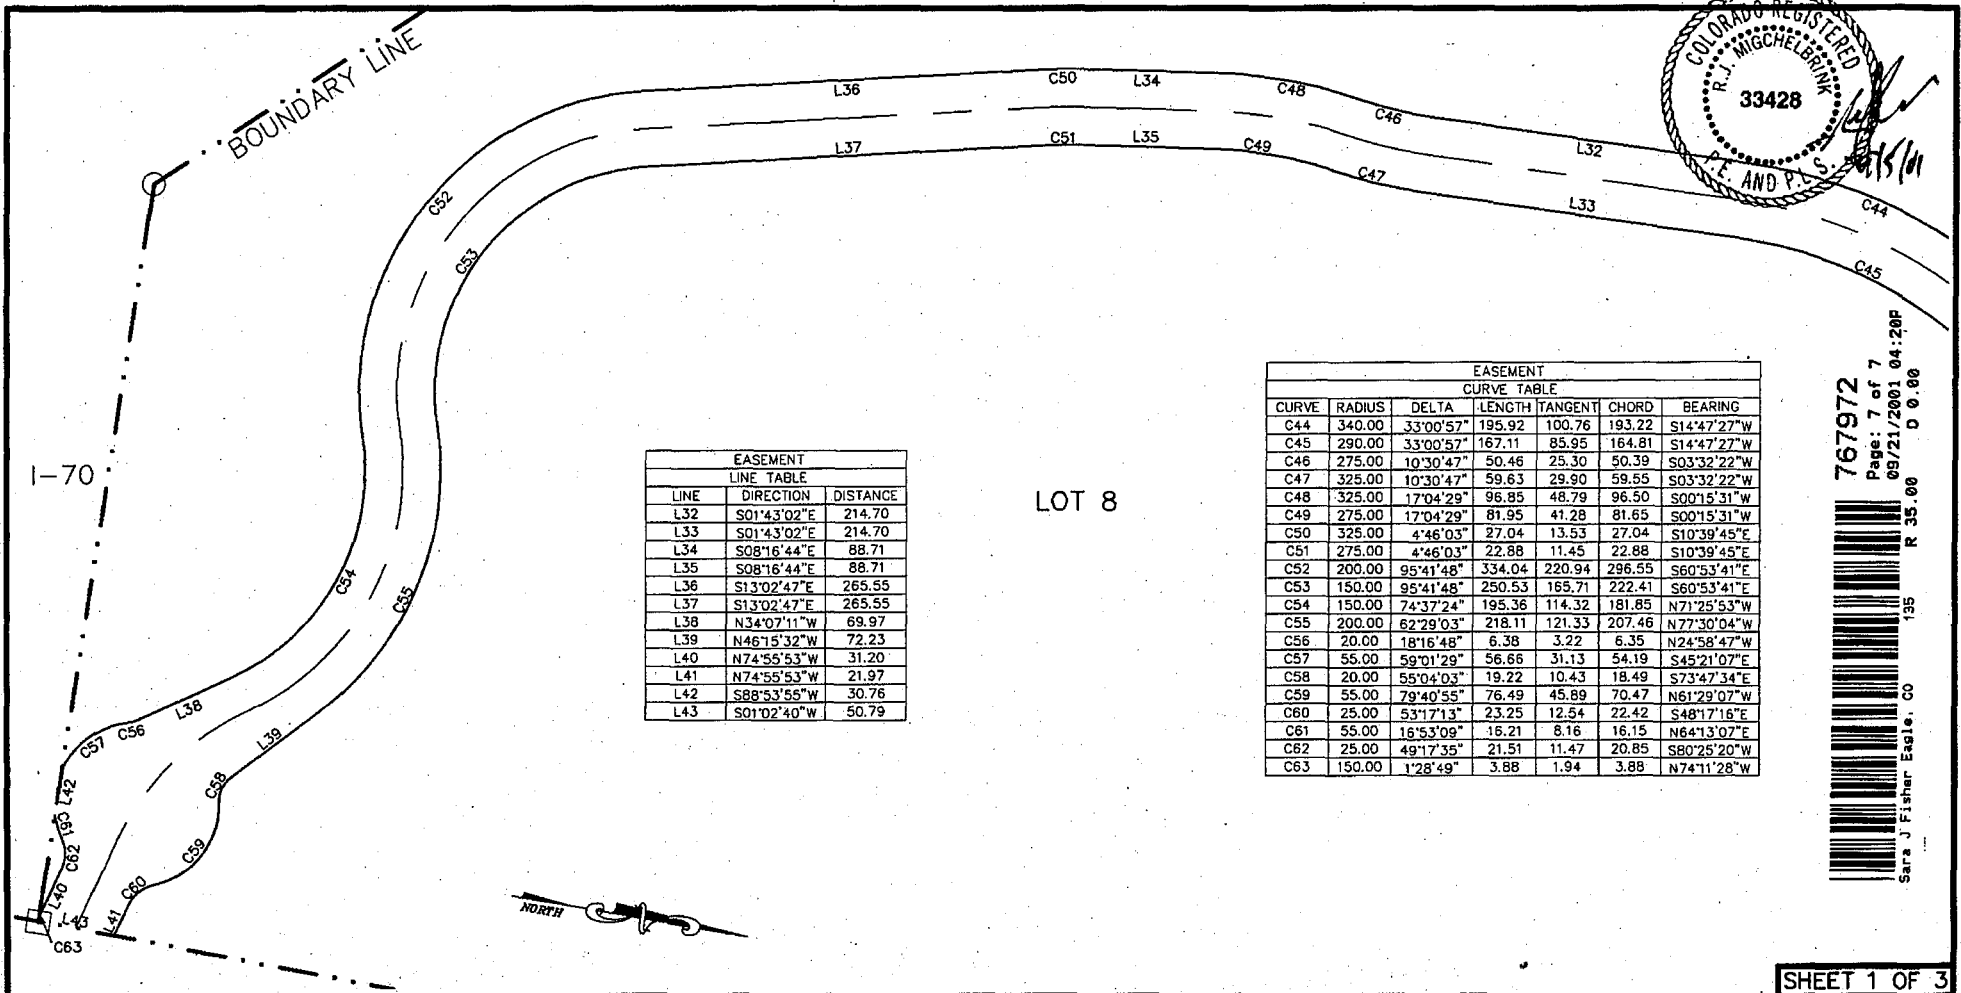 BOUNDARY LINE
I-70
LOT 8
L36
C50
L34
C48
C46
L32
C44
L37
C51
L35
C49
C47
L33
C45
C52
C53
C54
C55
L38
C56
C57
L39
C58
L42
C61
C59
C62
L40
C60
L43
L41
C63
NORTH
COLORADO REGISTERED
R.J. MIGCHELBRINK
33428
P.E. AND P.L.S.
EASEMENT
LINE TABLE
LINE DIRECTION DISTANCE
L32 S01°43'02"E 214.70
L33 S01°43'02"E 214.70
L34 S08°16'44"E 88.71
L35 S08°16'44"E 88.71
L36 S13°02'47"E 265.55
L37 S13°02'47"E 265.55
L38 N34°07'11"W 69.97
L39 N46°15'32"W 72.23
L40 N74°55'53"W 31.20
L41 N74°55'53"W 21.97
L42 S88°53'55"W 30.76
L43 S01°02'40"W 50.79
EASEMENT
CURVE TABLE
CURVE RADIUS DELTA LENGTH TANGENT CHORD BEARING
C44 340.00 33°00'57" 195.92 100.76 193.22 S14°47'27"W
C45 290.00 33°00'57" 167.11 85.95 164.81 S14°47'27"W
C46 275.00 10°30'47" 50.46 25.30 50.39 S03°32'22"W
C47 325.00 10°30'47" 59.63 29.90 59.55 S03°32'22"W
C48 325.00 17°04'29" 96.85 48.79 96.50 S00°15'31"W
C49 275.00 17°04'29" 81.95 41.28 81.65 S00°15'31"W
C50 325.00 4°46'03" 27.04 13.53 27.04 S10°39'45"E
C51 275.00 4°46'03" 22.88 11.45 22.88 S10°39'45"E
C52 200.00 95°41'48" 334.04 220.94 296.55 S60°53'41"E
C53 150.00 95°41'48" 250.53 165.71 222.41 S60°53'41"E
C54 150.00 74°37'24" 195.36 114.32 181.85 N71°25'53"W
C55 200.00 62°29'03" 218.11 121.33 207.46 N77°30'04"W
C56 20.00 18°16'48" 6.38 3.22 6.35 N24°58'47"W
C57 55.00 59°01'29" 56.66 31.13 54.19 S45°21'07"E
C58 20.00 55°04'03" 19.22 10.43 18.49 S73°47'34"E
C59 55.00 79°40'55" 76.49 45.89 70.47 N61°29'07"W
C60 25.00 53°17'13" 23.25 12.54 22.42 S48°17'16"E
C61 55.00 16°53'09" 16.21 8.16 16.15 N64°13'07"E
C62 25.00 49°17'35" 21.51 11.47 20.85 S80°25'20"W
C63 150.00 1°28'49" 3.88 1.94 3.88 N74°11'28"W
767972
Page: 7 of 7
09/21/2001 04:20P
Sara J Fisher Eagle, CO 135 R 35.00 D 0.00
SHEET 1 OF 3